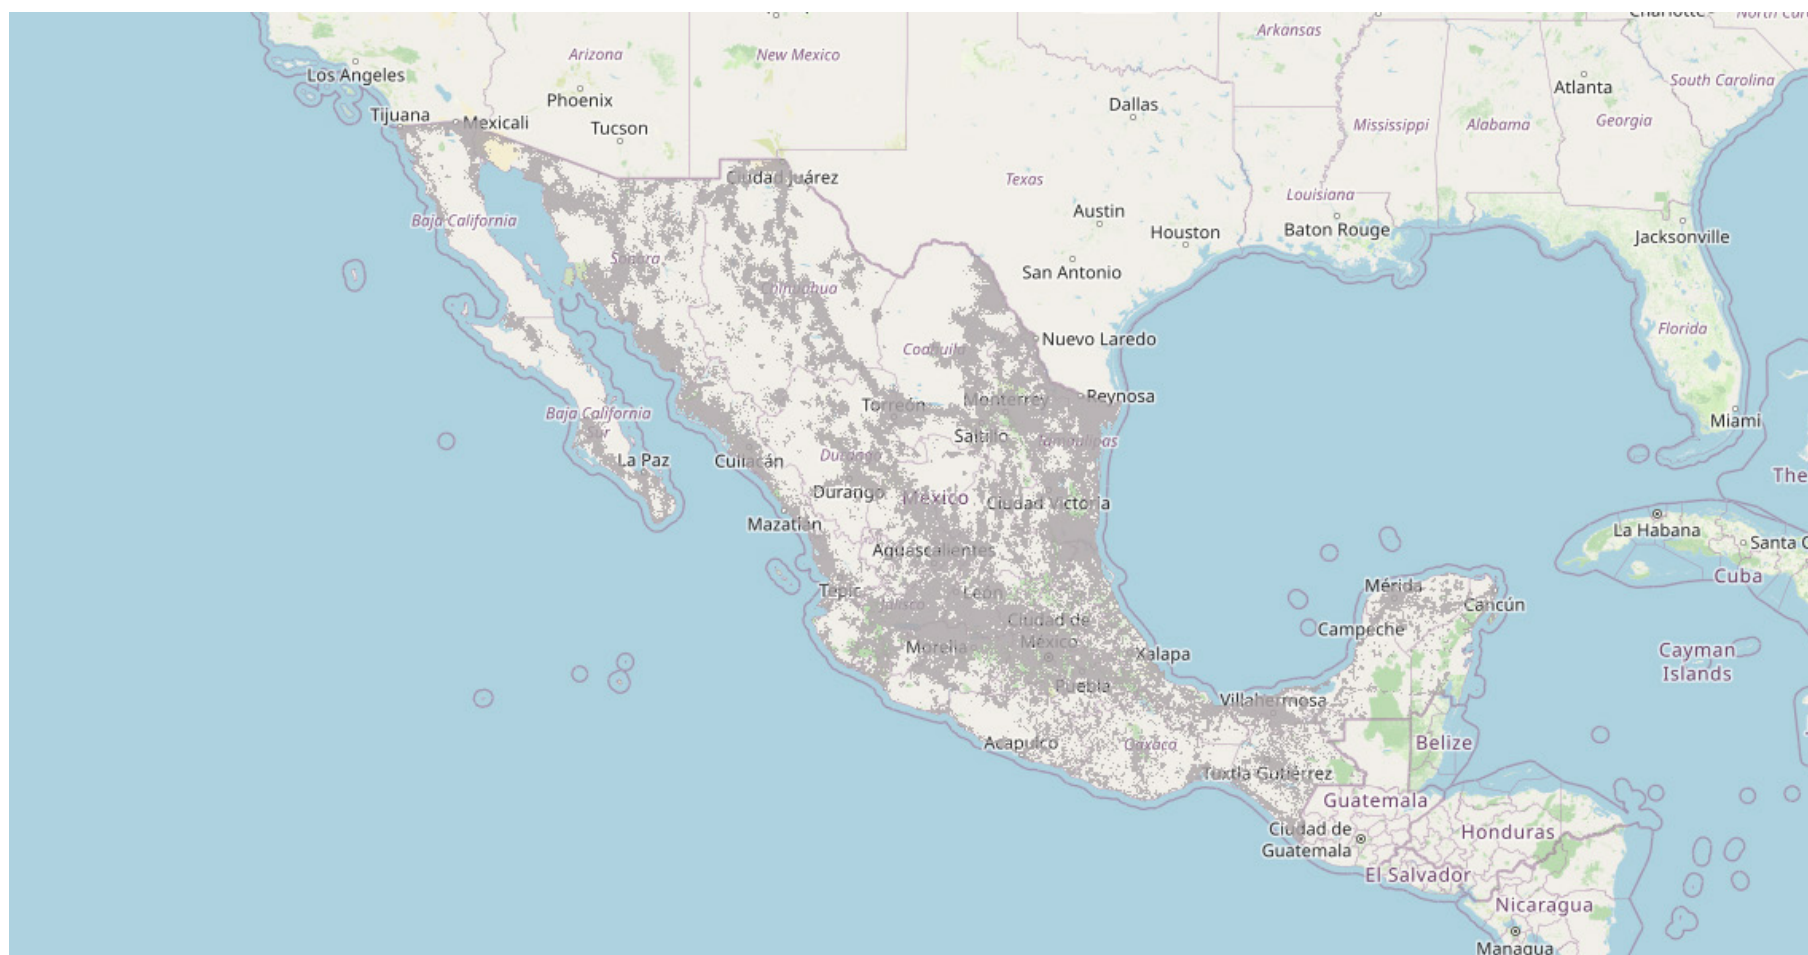 Arkansas
Arizona
New Mexico
Los Angeles
South Carolina
Atlanta
Phoenix
Dallas
Tijuana
Mexicali
Tucson
Mississippi
Alabama
Georgia
Ciudad Juárez
Texas
Louisiana
Baja California
Austin
Houston
Baton Rouge
Jacksonville
Sonora
San Antonio
Chihuahua
Florida
Nuevo Laredo
Coahuila
Torreón
Monterrey
Reynosa
Baja California
Sur
Miami
Saltillo
Tamaulipas
La Paz
Culiacán
Durango
The
Durango
México
Ciudad Victoria
Mazatlán
La Habana
Santa C
Aguascalientes
Cuba
Tepic
León
Jalisco
Mérida
Cancún
Ciudad de
México
Campeche
Morelia
Xalapa
Cayman
Islands
Puebla
Villahermosa
Acapulco
Oaxaca
Belize
Tuxtla Gutiérrez
Guatemala
Ciudad de
Guatemala
Honduras
El Salvador
Nicaragua
Managua